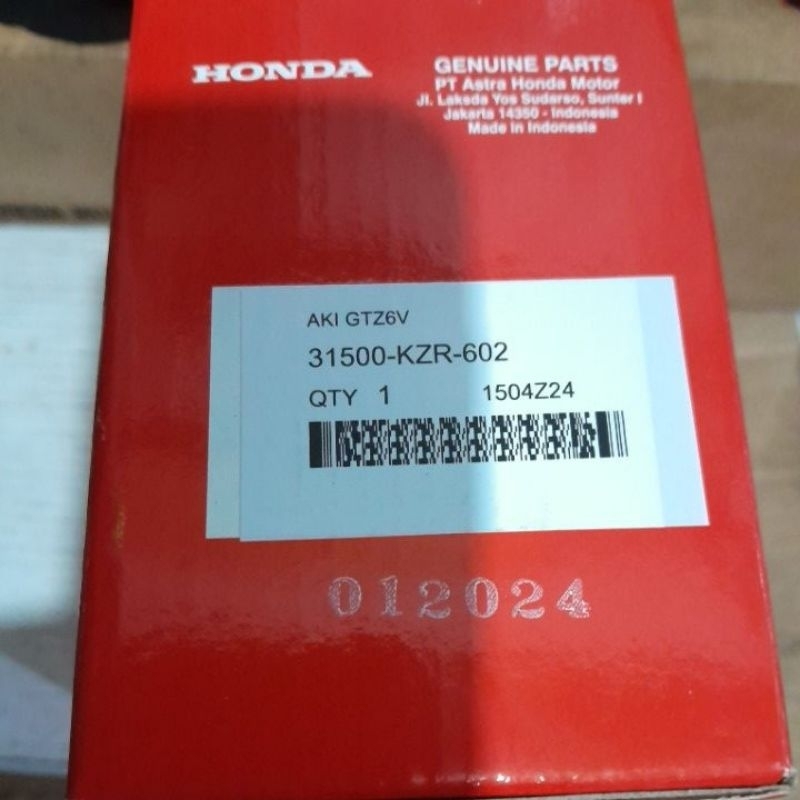 HONDA
GENUINE PARTS
PT Astra Honda Motor
Jl. Laksda Yos Sudarso, Sunter I
Jakarta 14350 - Indonesia
Made in Indonesia
AKI GTZ6V
31500-KZR-602
QTY 1 1504Z24
012024